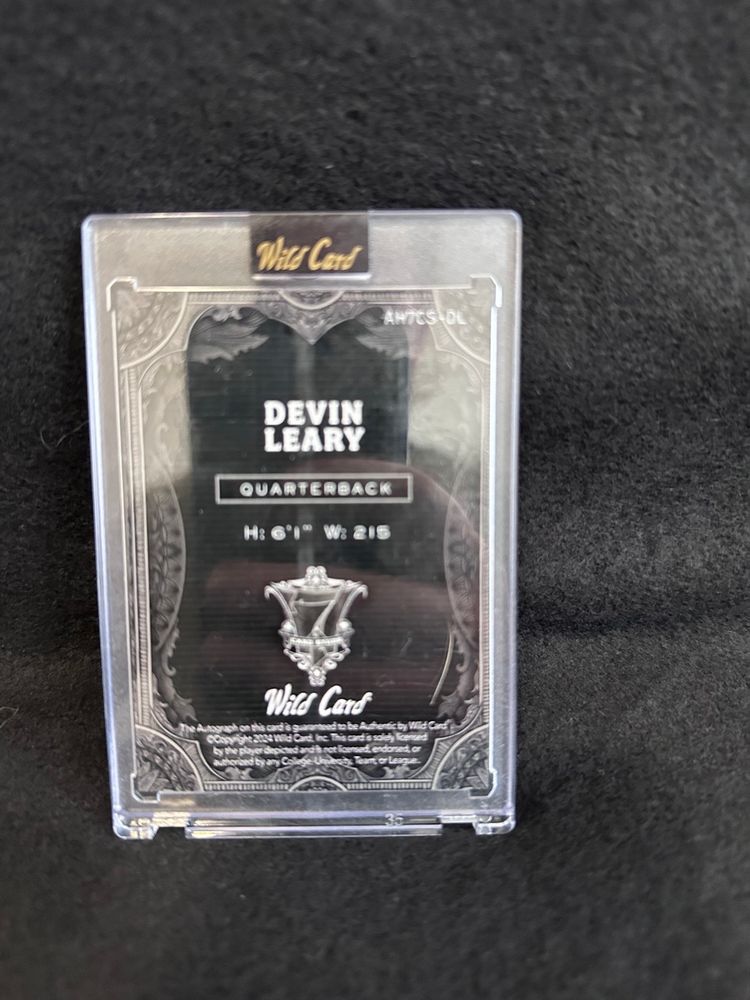 Wild Card
AH7CS-DL
DEVIN
LEARY
QUARTERBACK
H: 6'1" W: 215
7
Wild Card
The Autograph on this card is guaranteed to be Authentic by Wild Card
©Copyright 2024 Wild Card, Inc. This card is solely licensed
by the player depicted and is not licensed, endorsed, or
authorized by any College, University, Team, or League.
35